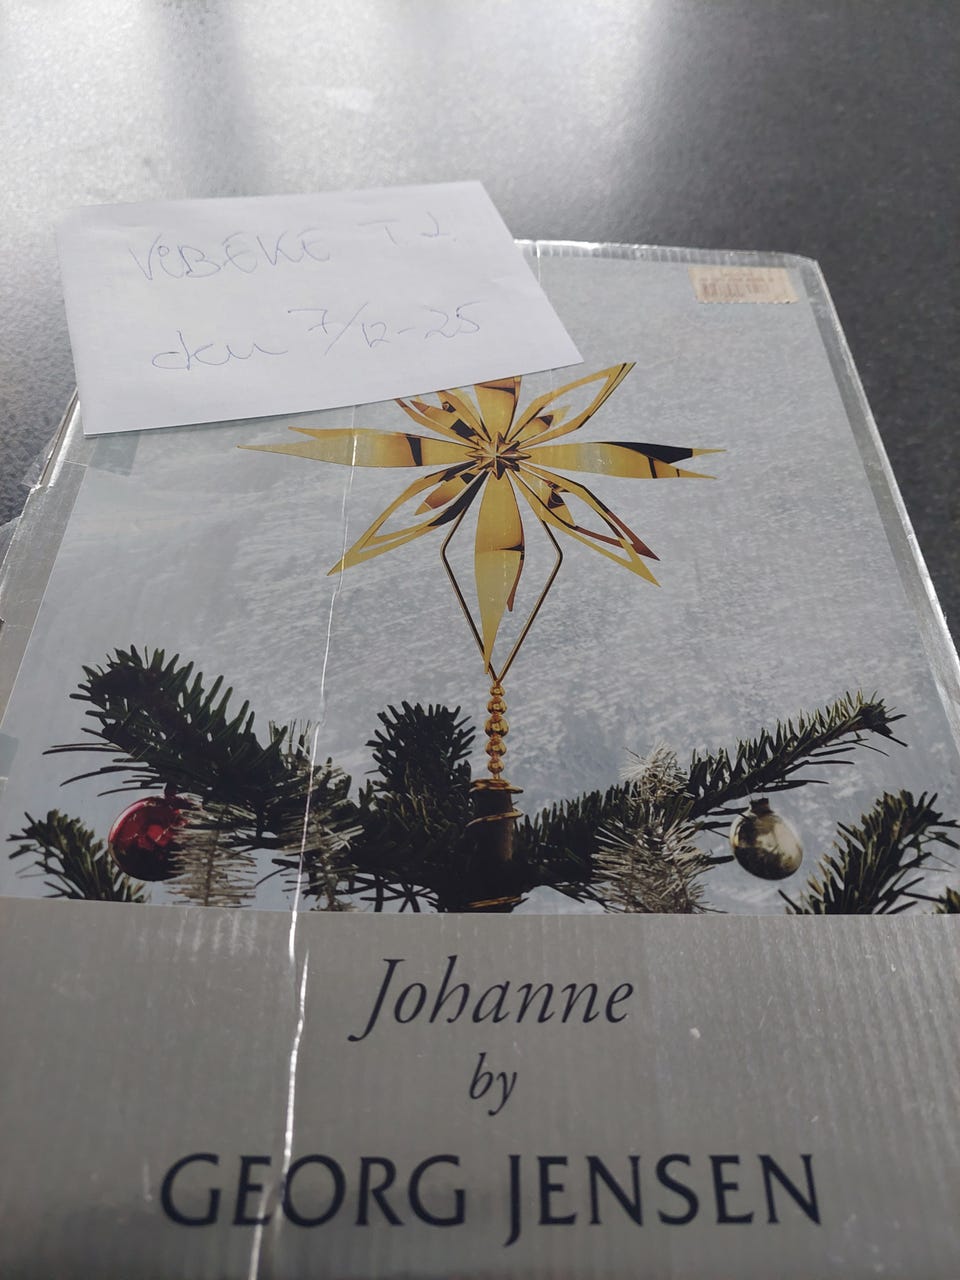 ViBEKE T.J.
den 7/12-25
Johanne
by
GEORG JENSEN